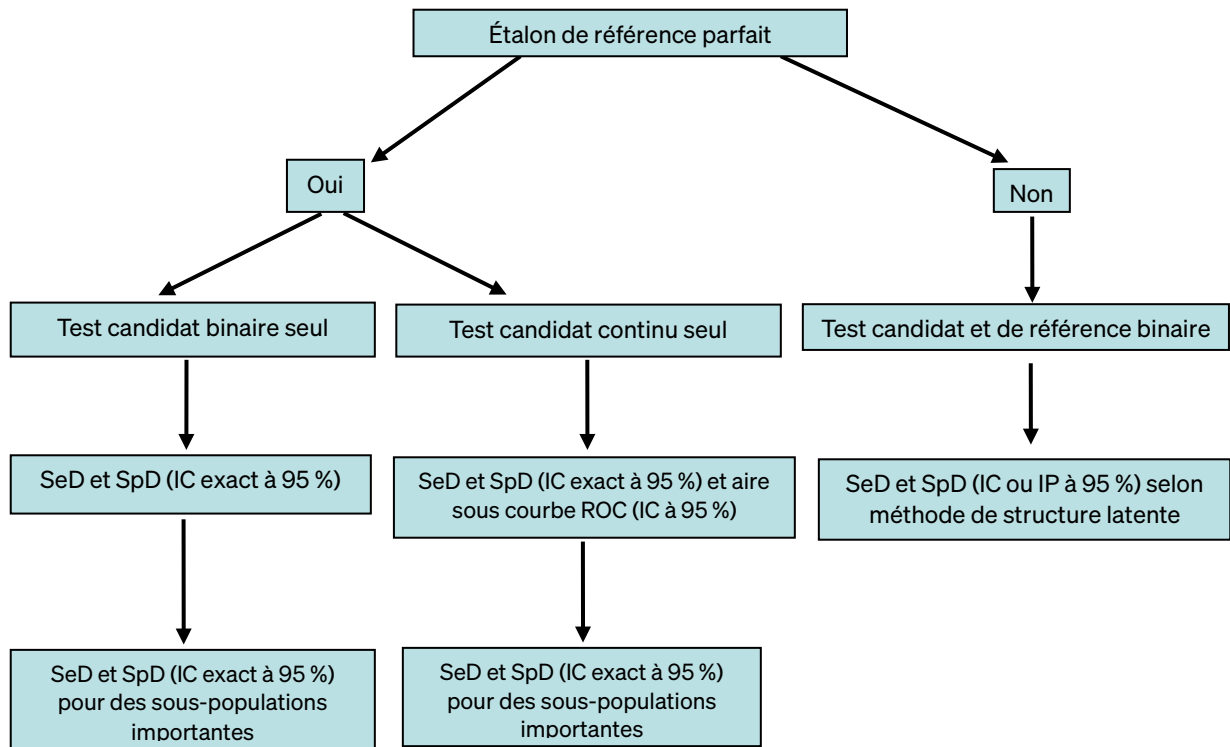 Étalon de référence parfait
Oui
Non
Test candidat binaire seul
Test candidat continu seul
Test candidat et de référence binaire
SeD et SpD (IC exact à 95 %)
SeD et SpD (IC exact à 95 %) et aire
sous courbe ROC (IC à 95 %)
SeD et SpD (IC ou IP à 95 %) selon
méthode de structure latente
SeD et SpD (IC exact à 95 %)
pour des sous-populations
importantes
SeD et SpD (IC exact à 95 %)
pour des sous-populations
importantes